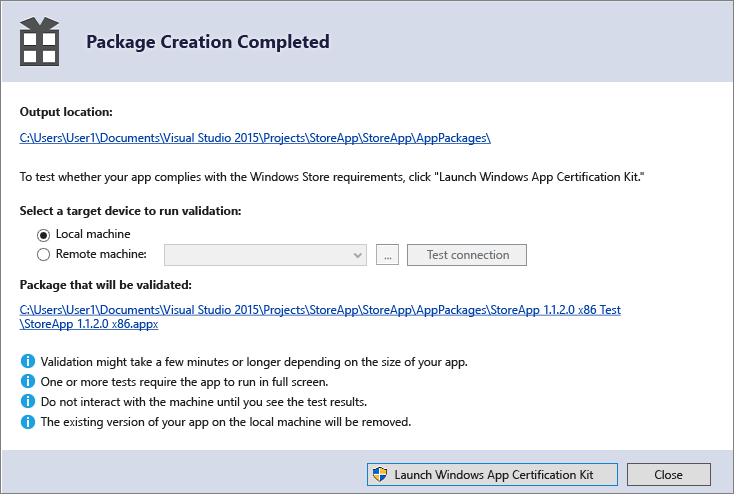 Package Creation Completed
Output location:
C:\Users\User1\Documents\Visual Studio 2015\Projects\StoreApp\StoreApp\AppPackages\
To test whether your app complies with the Windows Store requirements, click "Launch Windows App Certification Kit."
Select a target device to run validation:
Local machine
Remote machine: ... Test connection
Package that will be validated:
C:\Users\User1\Documents\Visual Studio 2015\Projects\StoreApp\StoreApp\AppPackages\StoreApp 1.1.2.0 x86 Test
\StoreApp 1.1.2.0 x86.appx
Validation might take a few minutes or longer depending on the size of your app.
One or more tests require the app to run in full screen.
Do not interact with the machine until you see the test results.
The existing version of your app on the local machine will be removed.
Launch Windows App Certification Kit Close